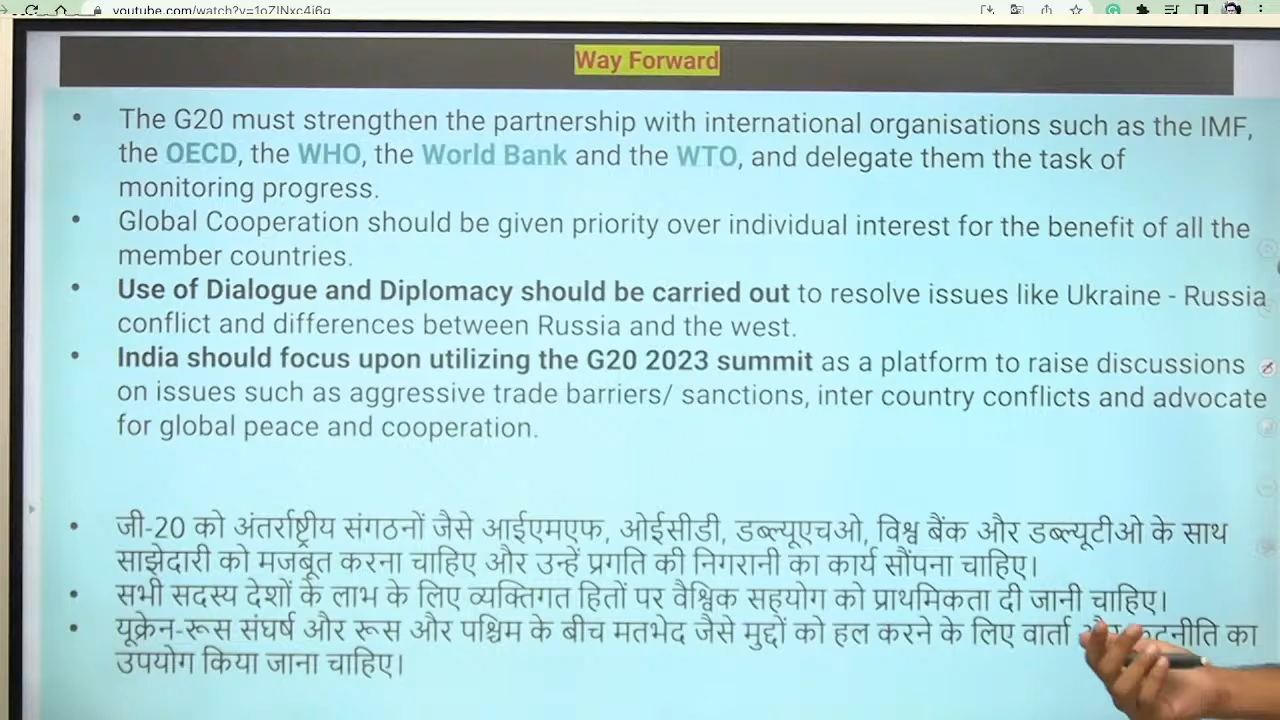 youtube.com/watch?v=1o7INxc4i6g
Way Forward
• The G20 must strengthen the partnership with international organisations such as the IMF,
the OECD, the WHO, the World Bank and the WTO, and delegate them the task of
monitoring progress.
• Global Cooperation should be given priority over individual interest for the benefit of all the
member countries.
• Use of Dialogue and Diplomacy should be carried out to resolve issues like Ukraine - Russia
conflict and differences between Russia and the west.
• India should focus upon utilizing the G20 2023 summit as a platform to raise discussions
on issues such as aggressive trade barriers/ sanctions, inter country conflicts and advocate
for global peace and cooperation.
• जी-20 को अंतर्राष्ट्रीय संगठनों जैसे आईएमएफ, ओईसीडी, डब्ल्यूएचओ, विश्व बैंक और डब्ल्यूटीओ के साथ
साझेदारी को मजबूत करना चाहिए और उन्हें प्रगति की निगरानी का कार्य सौंपना चाहिए।
• सभी सदस्य देशों के लाभ के लिए व्यक्तिगत हितों पर वैश्विक सहयोग को प्राथमिकता दी जानी चाहिए।
• यूक्रेन-रूस संघर्ष और रूस और पश्चिम के बीच मतभेद जैसे मुद्दों को हल करने के लिए वार्ता का
उपयोग किया जाना चाहिए।